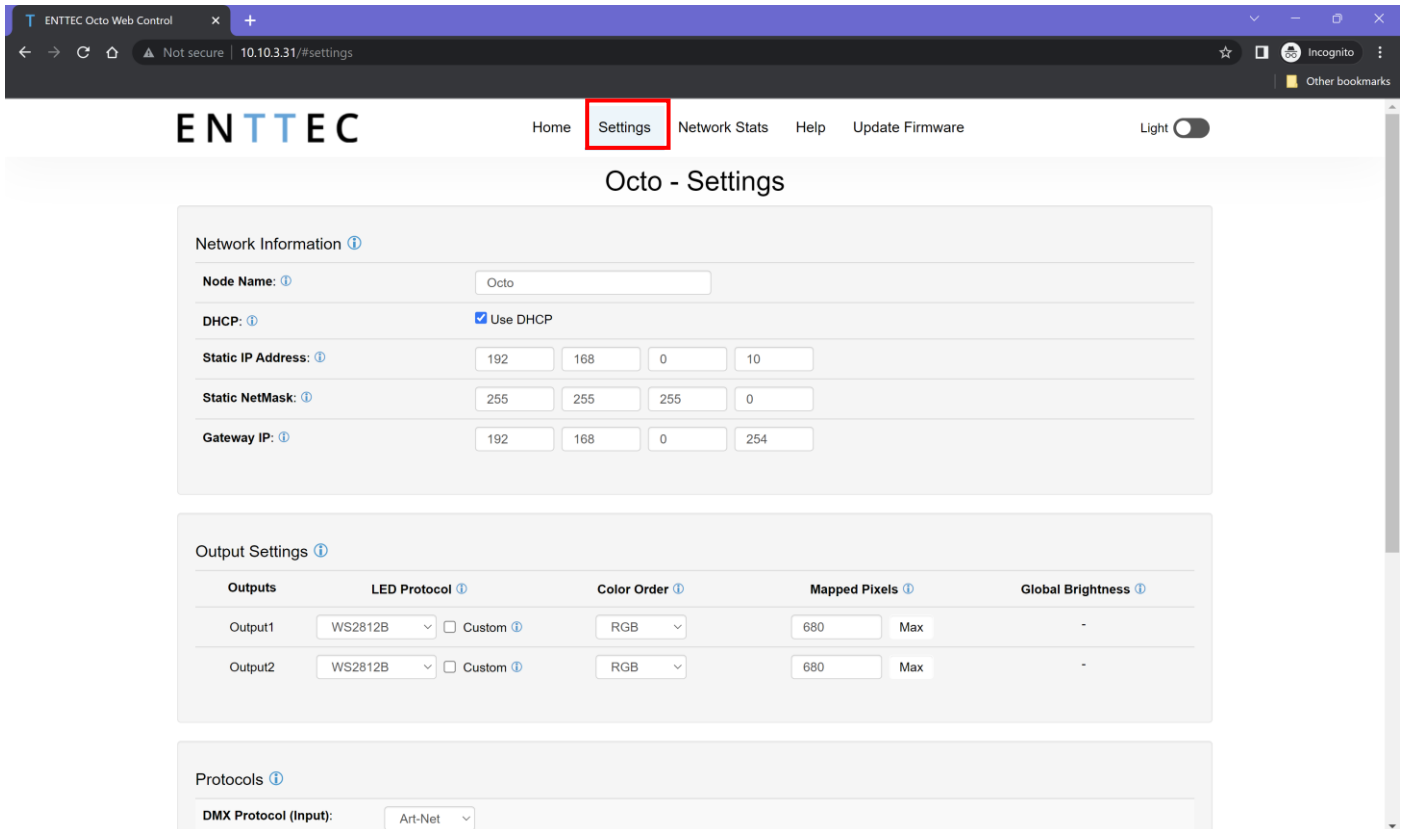 ENTTEC Octo Web Control
Not secure | 10.10.3.31/#settings
Incognito
Other bookmarks
ENTTEC
Home Settings Network Stats Help Update Firmware Light
Octo - Settings
Network Information
Node Name: Octo
DHCP: Use DHCP
Static IP Address: 192 168 0 10
Static NetMask: 255 255 255 0
Gateway IP: 192 168 0 254
Output Settings
Outputs LED Protocol Color Order Mapped Pixels Global Brightness
Output1 WS2812B Custom RGB 680 Max -
Output2 WS2812B Custom RGB 680 Max -
Protocols
DMX Protocol (Input): Art-Net